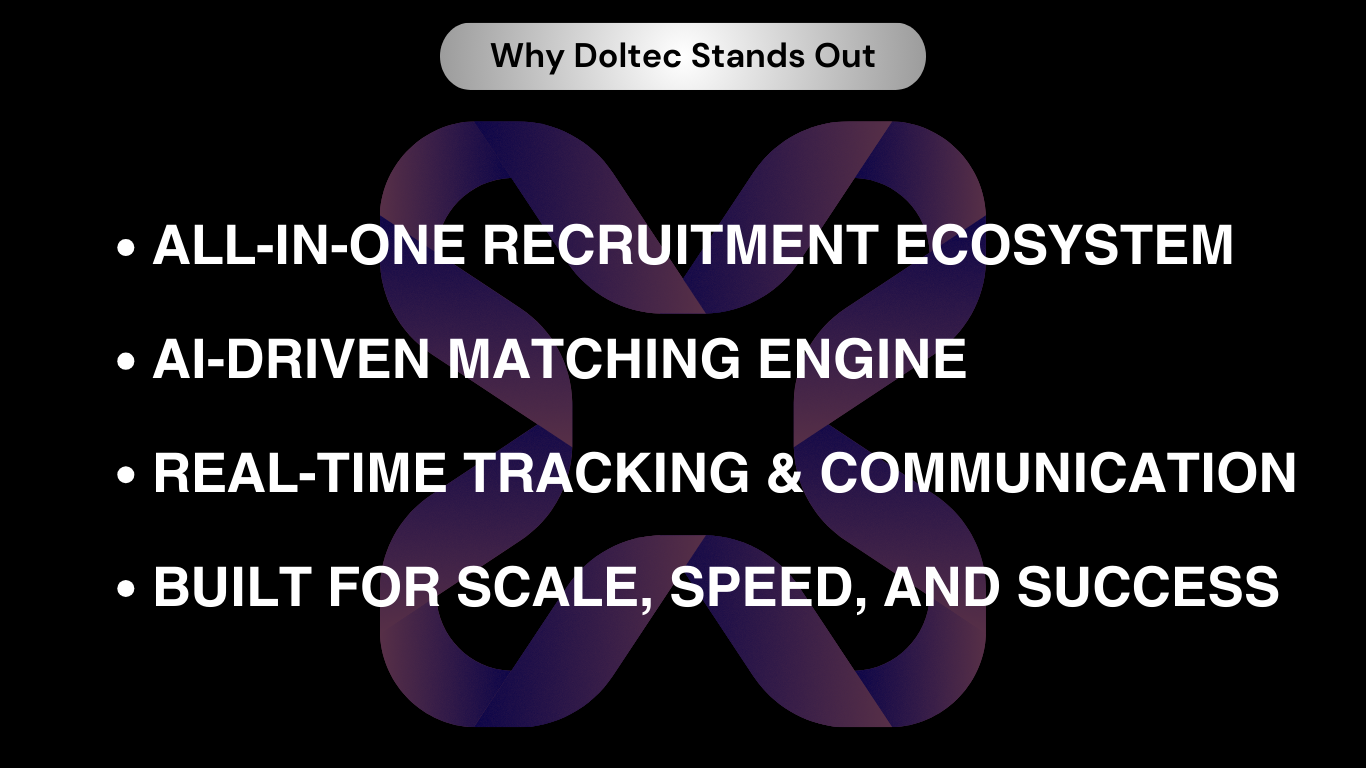 Why Doltec Stands Out
• ALL-IN-ONE RECRUITMENT ECOSYSTEM
• AI-DRIVEN MATCHING ENGINE
• REAL-TIME TRACKING & COMMUNICATION
• BUILT FOR SCALE, SPEED, AND SUCCESS